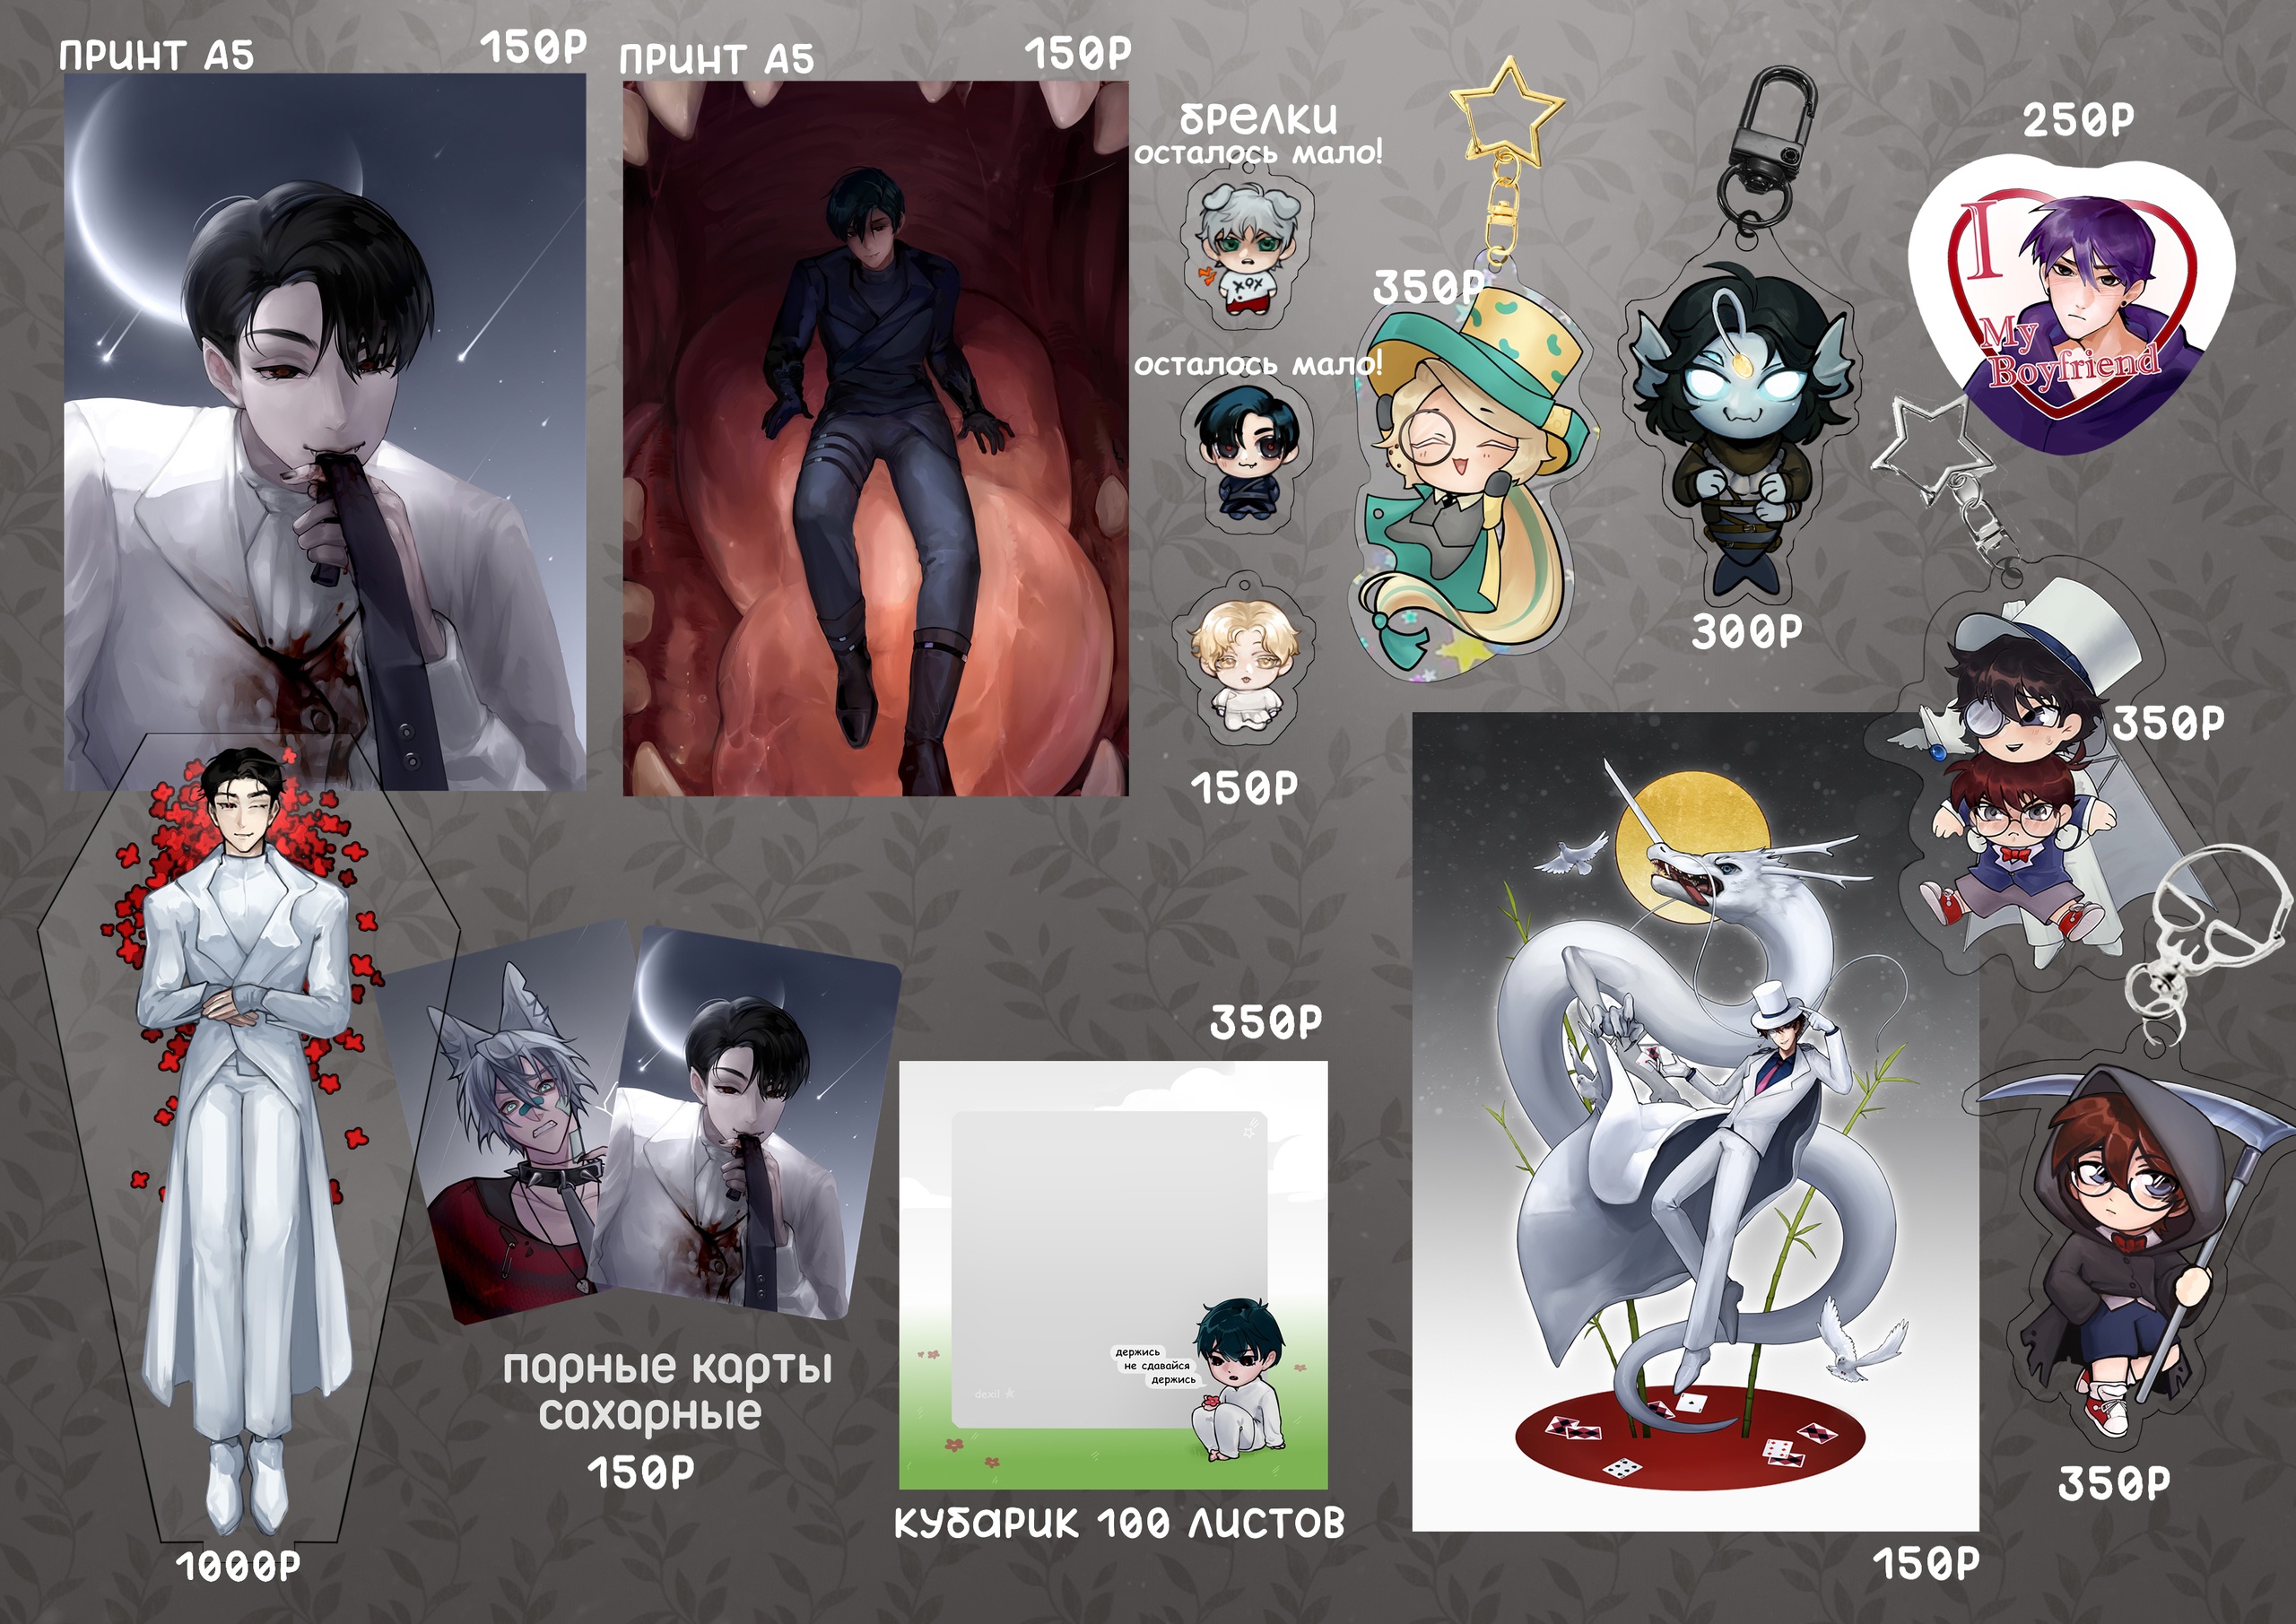 ПРИНТ А5
150Р
ПРИНТ А5
150Р
брелки
осталось мало!
осталось мало!
150Р
350Р
300Р
250Р
I
My
Boyfriend
350Р
1000Р
парные карты
сахарные
150Р
350Р
держись
не сдавайся
держись
dexil
КУБАРИК 100 ЛИСТОВ
150Р
350Р